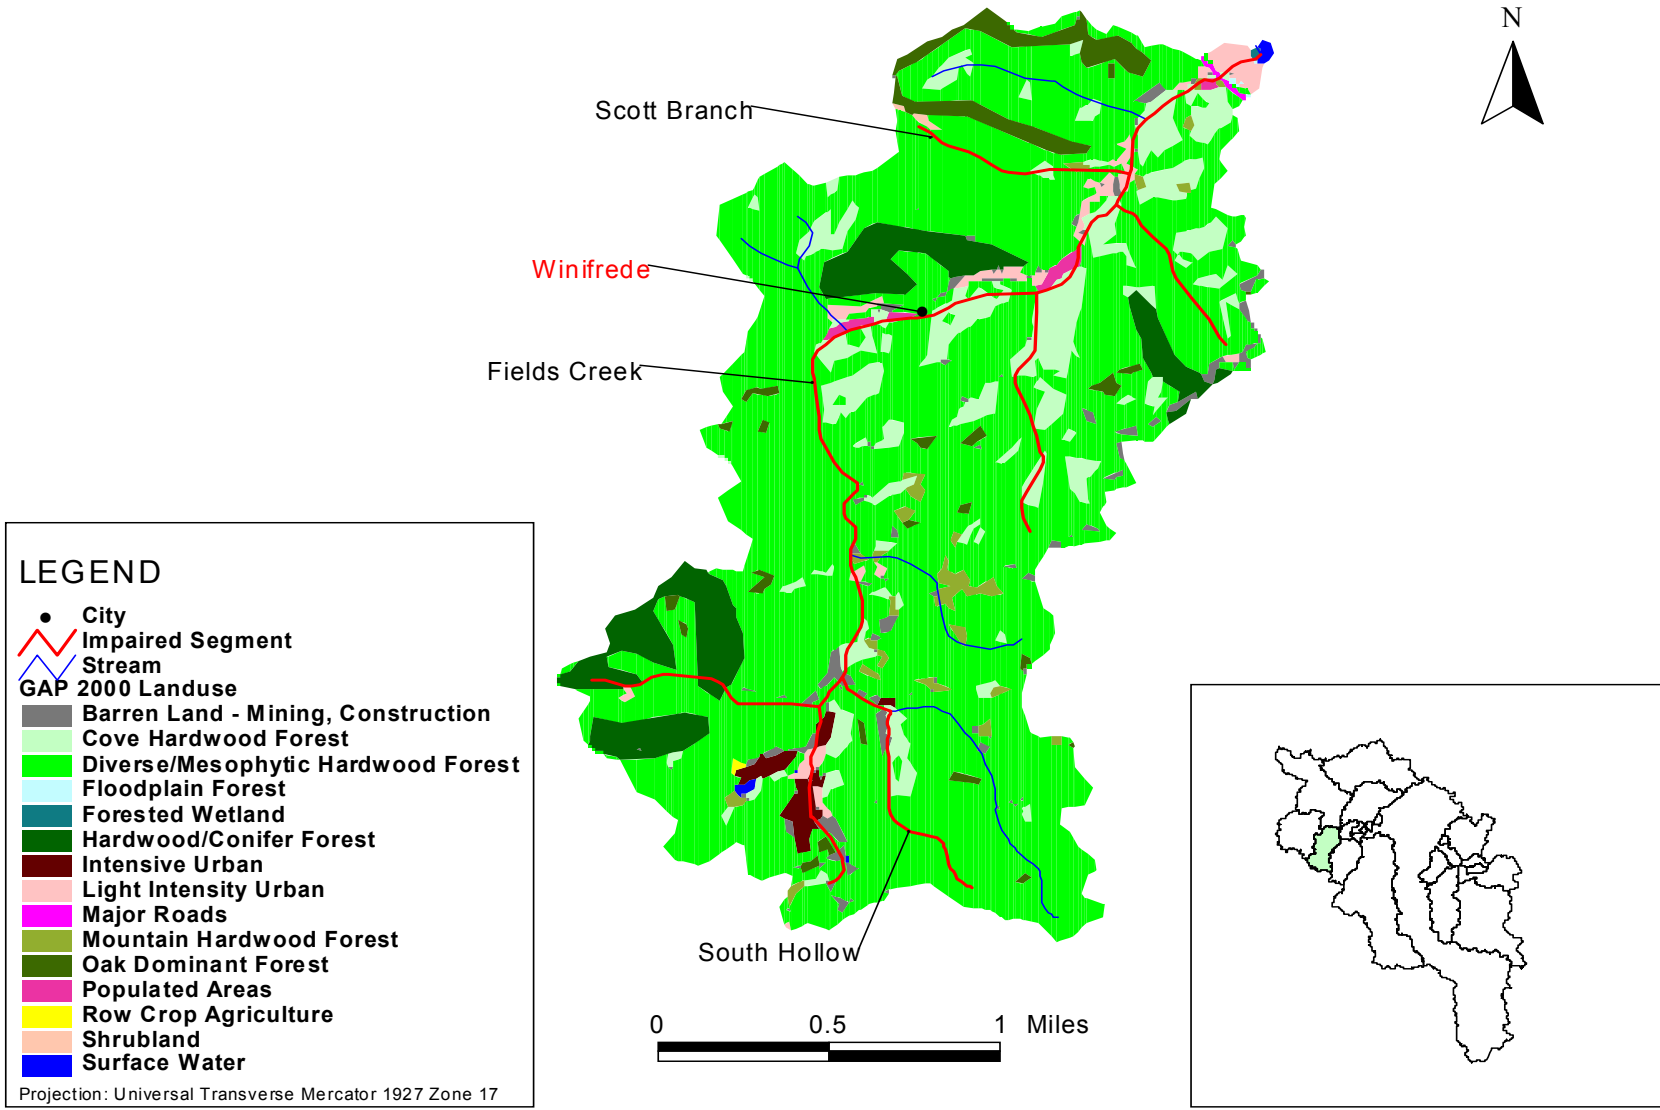 N
Scott Branch
Winifrede
Fields Creek
LEGEND
City
Impaired Segment
Stream
GAP 2000 Landuse
Barren Land - Mining, Construction
Cove Hardwood Forest
Diverse/Mesophytic Hardwood Forest
Floodplain Forest
Forested Wetland
Hardwood/Conifer Forest
Intensive Urban
Light Intensity Urban
Major Roads
Mountain Hardwood Forest
Oak Dominant Forest
Populated Areas
Row Crop Agriculture
Shrubland
Surface Water
Projection: Universal Transverse Mercator 1927 Zone 17
South Hollow
0 0.5 1 Miles